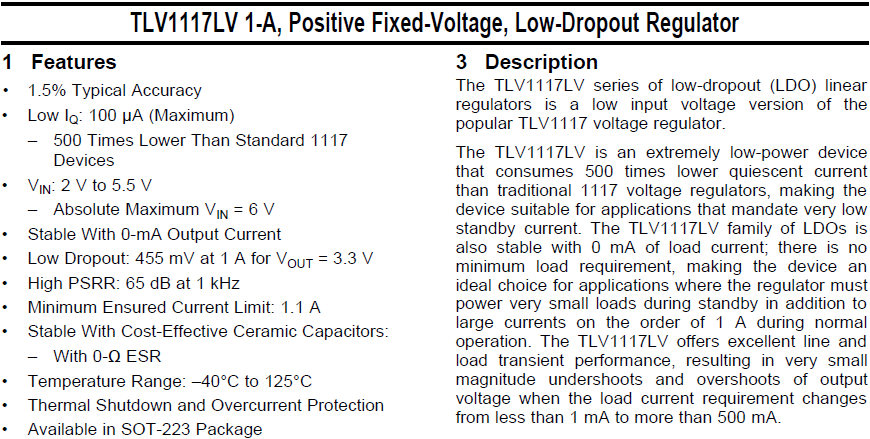 TLV1117LV 1-A, Positive Fixed-Voltage, Low-Dropout Regulator
1 Features
• 1.5% Typical Accuracy
• Low IQ: 100 µA (Maximum)
– 500 Times Lower Than Standard 1117
Devices
• VIN: 2 V to 5.5 V
– Absolute Maximum VIN = 6 V
• Stable With 0-mA Output Current
• Low Dropout: 455 mV at 1 A for VOUT = 3.3 V
• High PSRR: 65 dB at 1 kHz
• Minimum Ensured Current Limit: 1.1 A
• Stable With Cost-Effective Ceramic Capacitors:
– With 0-Ω ESR
• Temperature Range: –40°C to 125°C
• Thermal Shutdown and Overcurrent Protection
• Available in SOT-223 Package
3 Description
The TLV1117LV series of low-dropout (LDO) linear
regulators is a low input voltage version of the
popular TLV1117 voltage regulator.
The TLV1117LV is an extremely low-power device
that consumes 500 times lower quiescent current
than traditional 1117 voltage regulators, making the
device suitable for applications that mandate very low
standby current. The TLV1117LV family of LDOs is
also stable with 0 mA of load current; there is no
minimum load requirement, making the device an
ideal choice for applications where the regulator must
power very small loads during standby in addition to
large currents on the order of 1 A during normal
operation. The TLV1117LV offers excellent line and
load transient performance, resulting in very small
magnitude undershoots and overshoots of output
voltage when the load current requirement changes
from less than 1 mA to more than 500 mA.